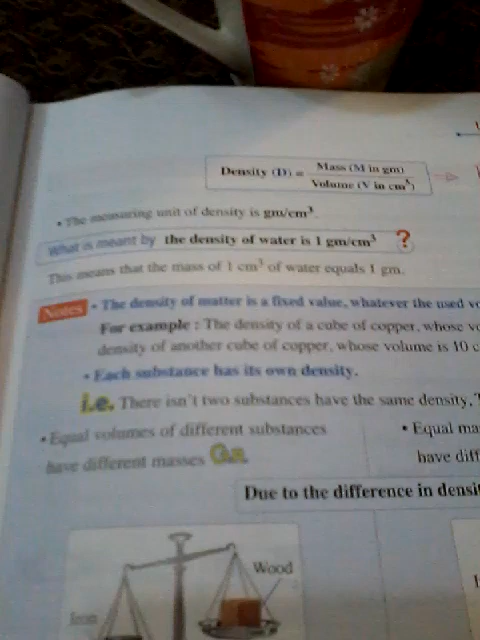 Density (D) = Mass (M in gm)
Volume (V in cm³)
• The measuring unit of density is gm/cm³.
What is meant by the density of water is 1 gm/cm³ ?
This means that the mass of 1 cm³ of water equals 1 gm.
Notes • The density of matter is a fixed value, whatever the used
For example : The density of a cube of copper, whose
density of another cube of copper, whose volume is 10
• Each substance has its own density.
i.e. There isn't two substances have the same density,
• Equal volumes of different substances
have different masses G.R.
• Equal
have
Due to the difference in
Wood
Iron